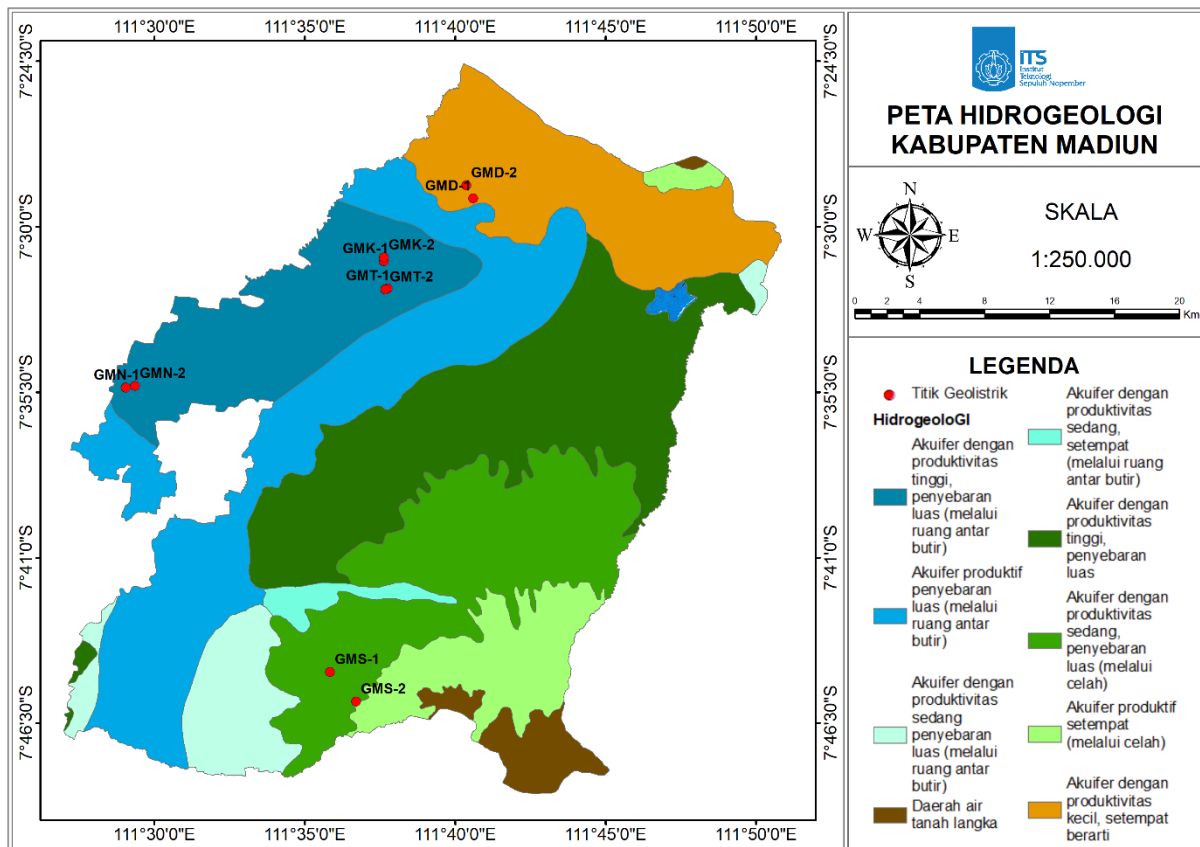 111°30'0"E 111°35'0"E 111°40'0"E 111°45'0"E 111°50'0"E
7°24'30"S
7°30'0"S
7°35'30"S
7°41'0"S
7°46'30"S
7°24'30"S
7°30'0"S
7°35'30"S
7°41'0"S
7°46'30"S
GMD-2
GMD-1
GMK-1 GMK-2
GMT-1 GMT-2
GMN-1 GMN-2
GMS-1
GMS-2
111°30'0"E 111°35'0"E 111°40'0"E 111°45'0"E 111°50'0"E
ITS
Institut
Teknologi
Sepuluh Nopember
PETA HIDROGEOLOGI
KABUPATEN MADIUN
N
W E
S
SKALA
1:250.000
0 2 4 8 12 16 20
Km
LEGENDA
Titik Geolistrik
HidrogeoloGI
Akuifer dengan
produktivitas
tinggi,
penyebaran
luas (melalui
ruang antar
butir)
Akuifer produktif
penyebaran
luas (melalui
ruang antar
butir)
Akuifer dengan
produktivitas
sedang
penyebaran
luas (melalui
ruang antar
butir)
Daerah air
tanah langka
Akuifer dengan
produktivitas
sedang,
setempat
(melalui ruang
antar butir)
Akuifer dengan
produktivitas
tinggi,
penyebaran
luas
Akuifer dengan
produktivitas
sedang,
penyebaran
luas (melalui
celah)
Akuifer produktif
setempat
(melalui celah)
Akuifer dengan
produktivitas
kecil, setempat
berarti